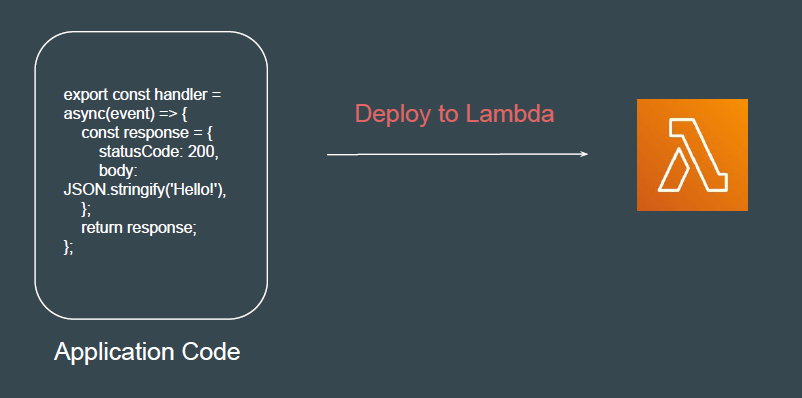 export const handler =
async(event) => {
    const response = {
        statusCode: 200,
        body:
JSON.stringify('Hello!'),
    };
    return response;
};
Deploy to Lambda
Application Code